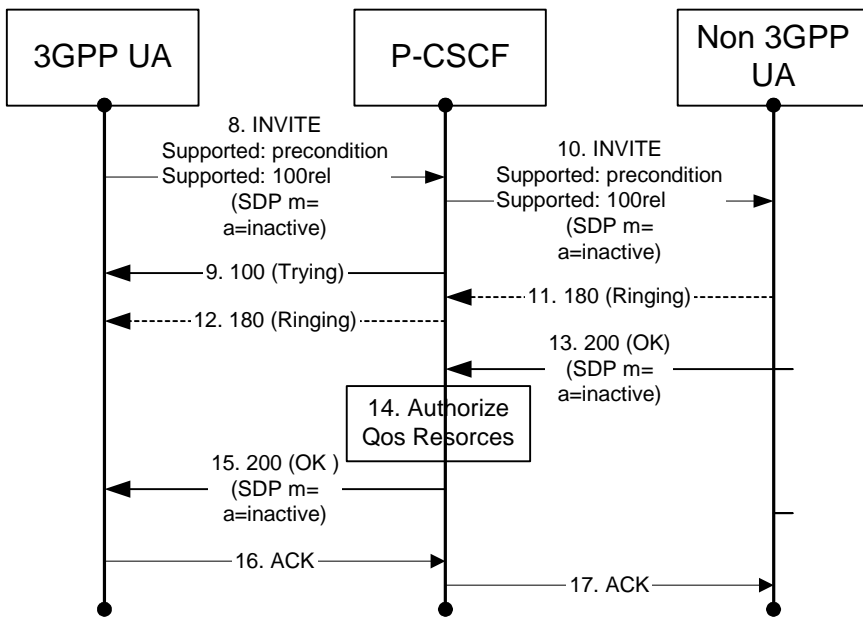 3GPP UA
P-CSCF
Non 3GPP
UA
8. INVITE
Supported: precondition
Supported: 100rel
(SDP m=
a=inactive)
10. INVITE
Supported: precondition
Supported: 100rel
(SDP m=
a=inactive)
9. 100 (Trying)
11. 180 (Ringing)
12. 180 (Ringing)
13. 200 (OK)
(SDP m=
a=inactive)
14. Authorize
Qos Resorces
15. 200 (OK )
(SDP m=
a=inactive)
16. ACK
17. ACK